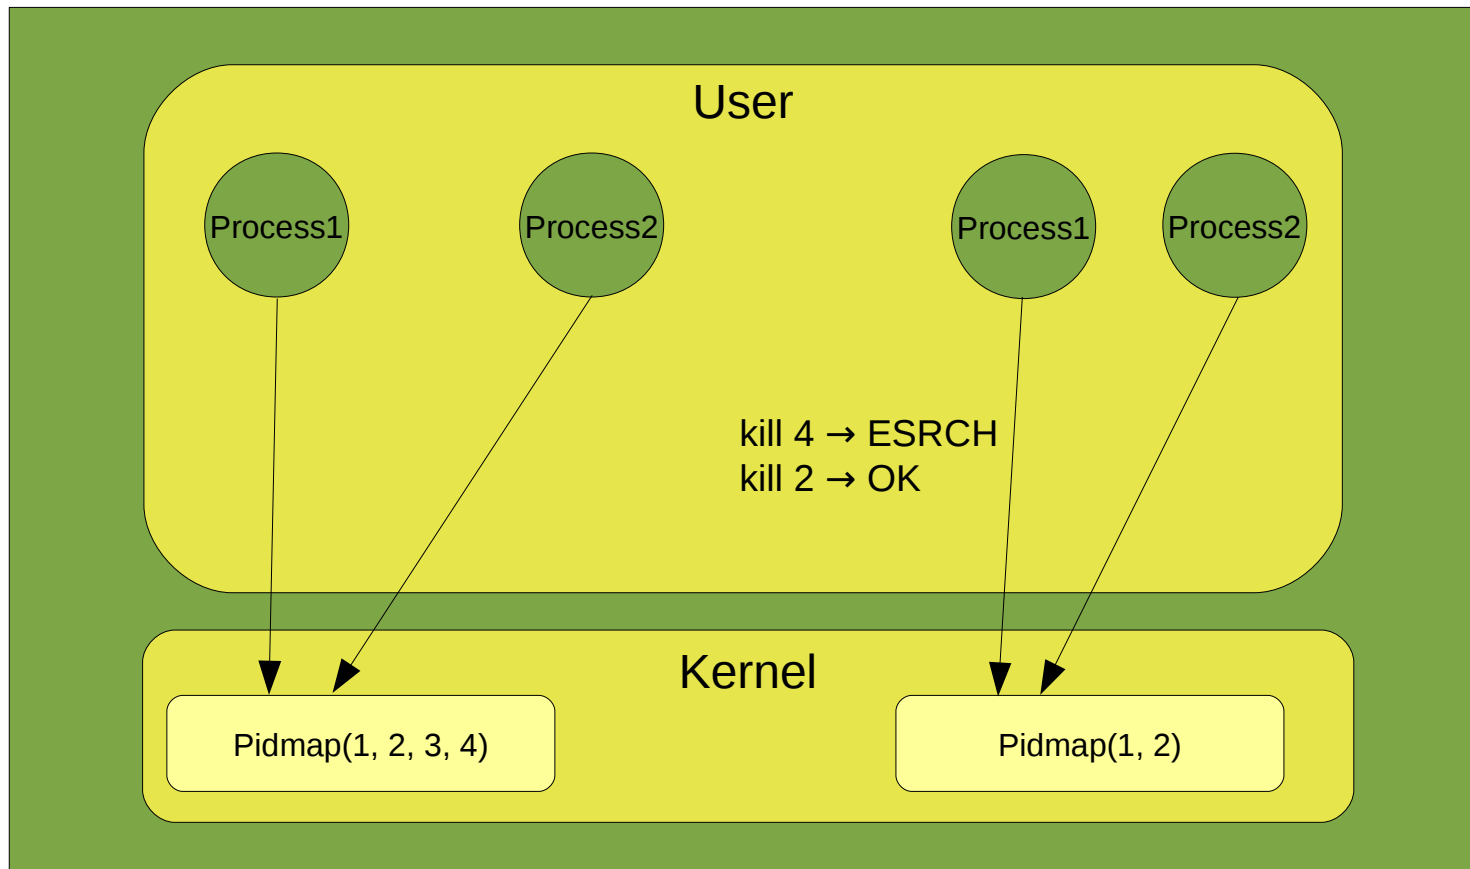 User
Process1
Process2
Process1
Process2
kill 4 → ESRCH
kill 2 → OK
Kernel
Pidmap(1, 2, 3, 4)
Pidmap(1, 2)